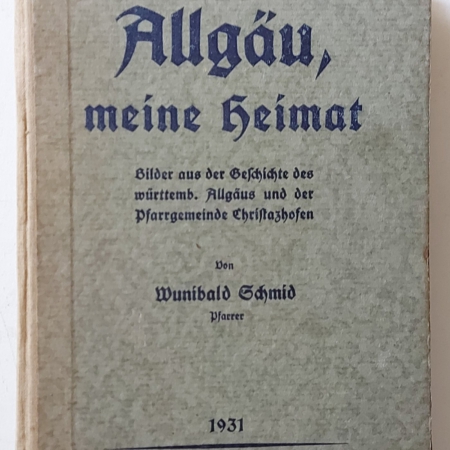 Allgäu,
meine Heimat
Bilder aus der Geſchichte des
württemb. Allgäus und der
Pfarrgemeinde Chriſtazhofen
Von
Wunibald Schmid
Pfarrer
1931